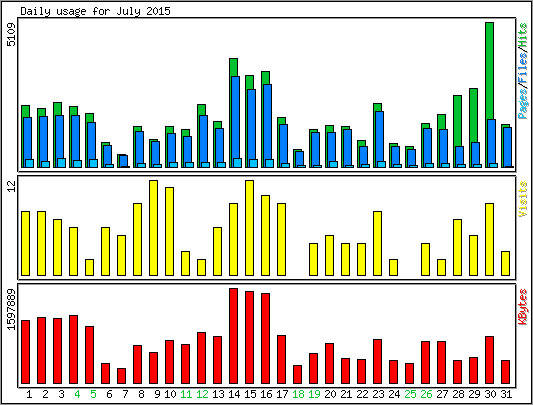 Daily usage for July 2015
5109
Pages/Files/Hits
12
Visits
1597889
KBytes
1 2 3 4 5 6 7 8 9 10 11 12 13 14 15 16 17 18 19 20 21 22 23 24 25 26 27 28 29 30 31